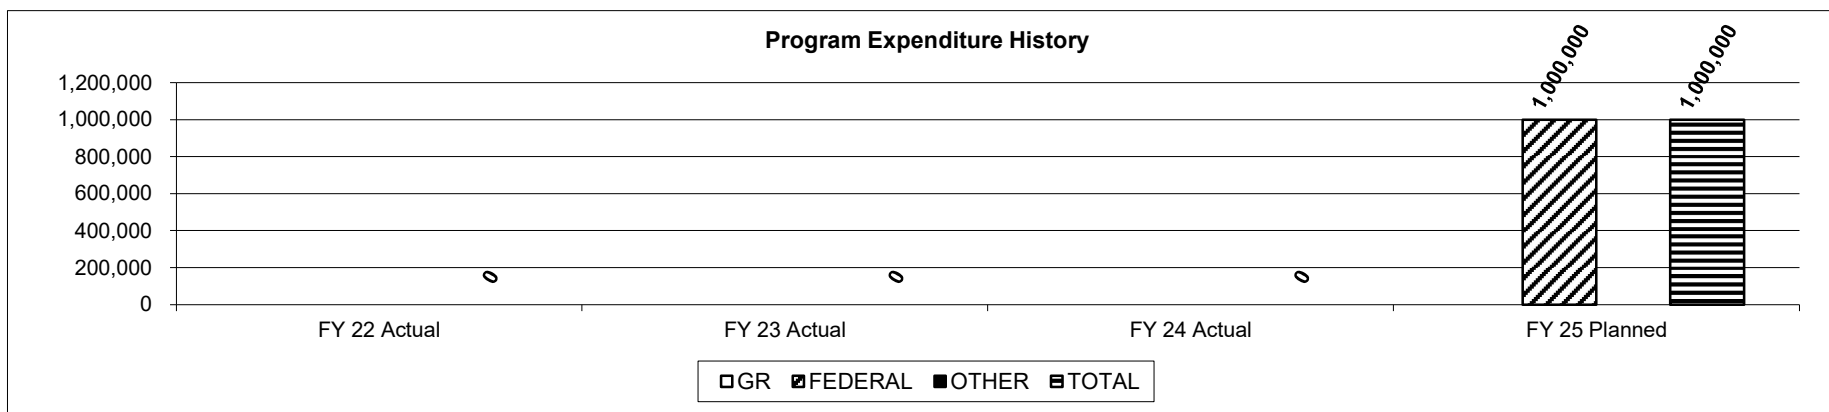 Program Expenditure History
1,000,000
1,000,000
1,200,000
1,000,000
800,000
600,000
400,000
200,000
0
0
0
0
FY 22 Actual
FY 23 Actual
FY 24 Actual
FY 25 Planned
GR FEDERAL OTHER TOTAL